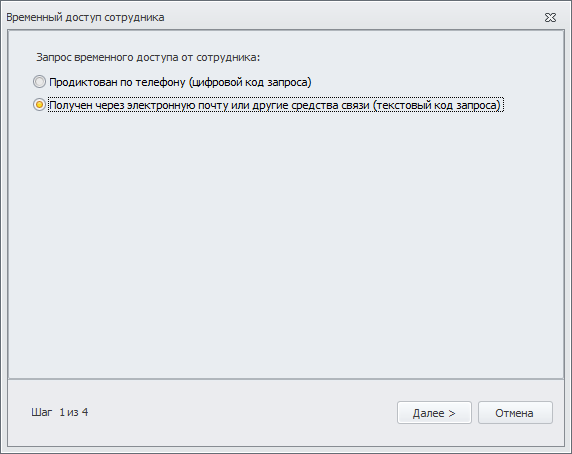 Временный доступ сотрудника
Запрос временного доступа от сотрудника:
Продиктован по телефону (цифровой код запроса)
Получен через электронную почту или другие средства связи (текстовый код запроса)
Шаг 1 из 4
Далее >
Отмена